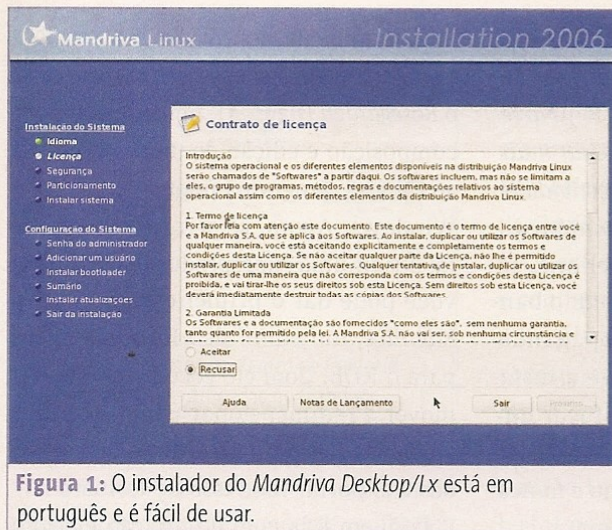 Mandriva Linux
Installation 2006
Instalação do Sistema
Idioma
Licença
Segurança
Particionamento
Instalar sistema
Configuração do Sistema
Senha do administrador
Adicionar um usuário
Instalar bootloader
Sumário
Instalar atualizações
Sair da instalação
Contrato de licença
Introdução
O sistema operacional e os diferentes elementos disponíveis na distribuição Mandriva Linux
serão chamados de "Softwares" a partir daqui. Os softwares incluem, mas não se limitam a
eles, o grupo de programas, métodos, regras e documentações relativos ao sistema
operacional assim como os diferentes elementos da distribuição Mandriva Linux.
1. Termo de licença
Por favor leia com atenção este documento. Este documento é o termo de licença entre você
e a Mandriva S.A. que se aplica aos Softwares. Ao instalar, duplicar ou utilizar os Softwares de
qualquer maneira, você está aceitando explicitamente e completamente os termos e
condições desta Licença. Se não aceitar qualquer parte da Licença, não lhe é permitido
instalar, duplicar ou utilizar os Softwares. Qualquer tentativa de instalar, duplicar ou utilizar os
Softwares de uma maneira que não corresponda com os termos e condições desta Licença é
proibida, e vai tirar-lhe os seus direitos sob esta Licença. Sem direitos sob esta Licença, você
deverá imediatamente destruir todas as cópias dos Softwares.
2. Garantia Limitada
Os Softwares e a documentação são fornecidos "como eles são", sem nenhuma garantia,
tanto quanto for permitido pela lei. A Mandriva S.A. não vai ser, sob nenhuma circunstância e
Aceitar
Recusar
Ajuda
Notas de Lançamento
Sair
Figura 1: O instalador do Mandriva Desktop/Lx está em
português e é fácil de usar.